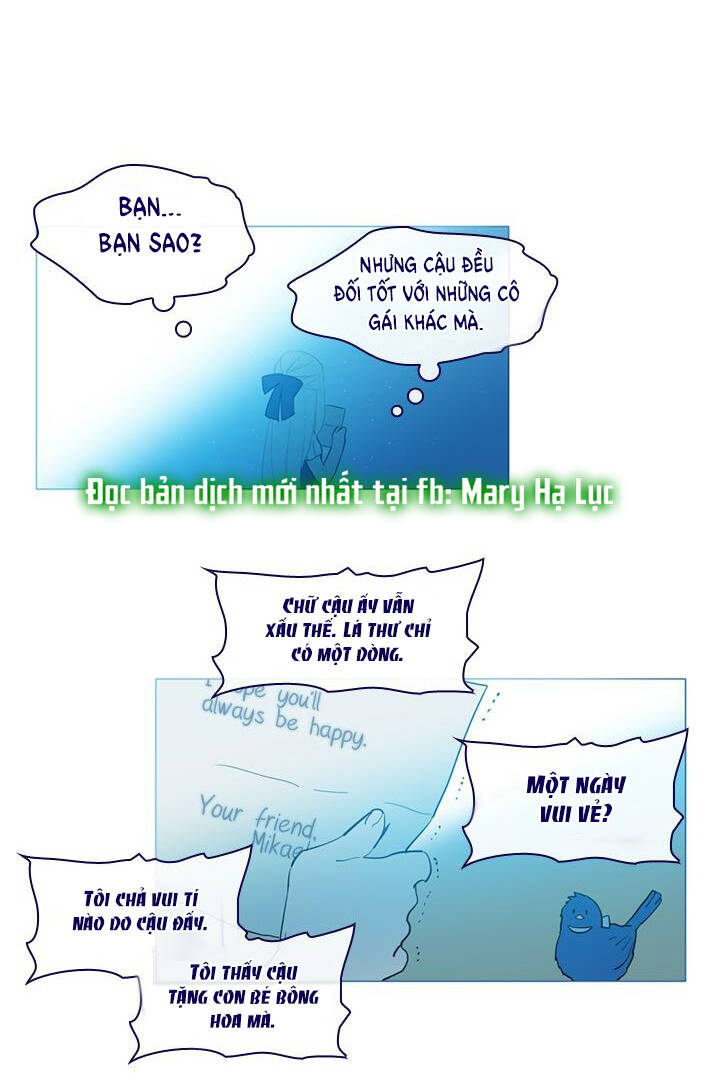 BẠN...
BẠN SAO?
NHƯNG CẬU ĐỀU
ĐỐI TỐT VỚI NHỮNG CÔ
GÁI KHÁC MÀ.
Đọc bản dịch mới nhất tại fb: Mary Hạ Lục
CHỮ CẬU ẤY VẪN
XẤU THẾ. LÁ THƯ CHỈ
CÓ MỘT DÒNG.
you'll
always be happy.
MỘT NGÀY
VUI VẺ?
Your friend,
Mikael
TÔI CHẢ VUI TÍ
NÀO DO CẬU ĐẤY.
TÔI THẤY CẬU
TẶNG CON BÉ BÔNG
HOA MÀ.